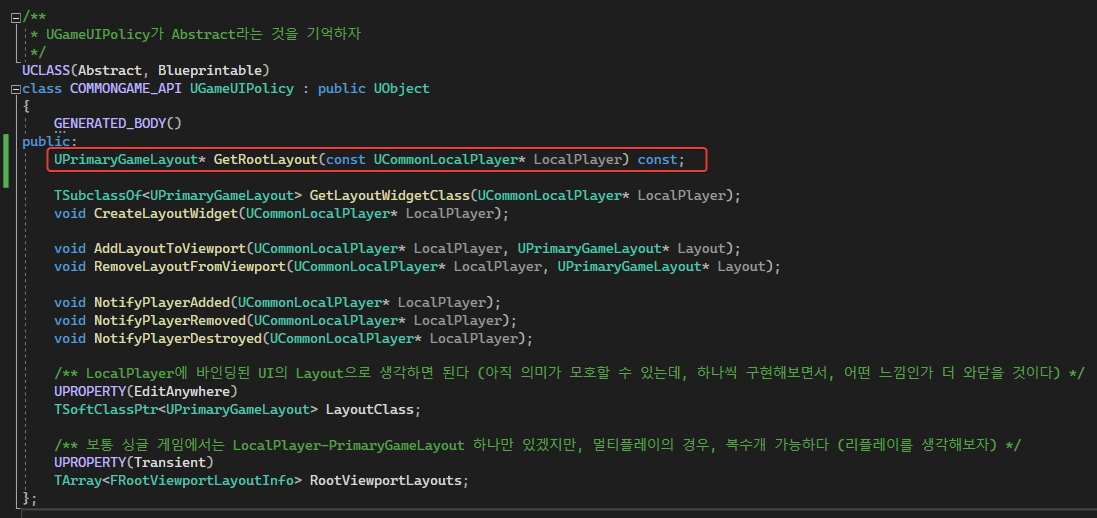 /**
 * UGameUIPolicy가 Abstract라는 것을 기억하자
 */
UCLASS(Abstract, Blueprintable)
class COMMONGAME_API UGameUIPolicy : public UObject
{
    GENERATED_BODY()
public:
    UPrimaryGameLayout* GetRootLayout(const UCommonLocalPlayer* LocalPlayer) const;
    TSubclassOf<UPrimaryGameLayout> GetLayoutWidgetClass(UCommonLocalPlayer* LocalPlayer);
    void CreateLayoutWidget(UCommonLocalPlayer* LocalPlayer);
    void AddLayoutToViewport(UCommonLocalPlayer* LocalPlayer, UPrimaryGameLayout* Layout);
    void RemoveLayoutFromViewport(UCommonLocalPlayer* LocalPlayer, UPrimaryGameLayout* Layout);
    void NotifyPlayerAdded(UCommonLocalPlayer* LocalPlayer);
    void NotifyPlayerRemoved(UCommonLocalPlayer* LocalPlayer);
    void NotifyPlayerDestroyed(UCommonLocalPlayer* LocalPlayer);
    /** LocalPlayer에 바인딩된 UI의 Layout으로 생각하면 된다 (아직 의미가 모호할 수 있는데, 하나씩 구현해보면서, 어떤 느낌인가 더 와닿을 것이다) */
    UPROPERTY(EditAnywhere)
    TSoftClassPtr<UPrimaryGameLayout> LayoutClass;
    /** 보통 싱글 게임에서는 LocalPlayer-PrimaryGameLayout 하나만 있겠지만, 멀티플레이의 경우, 복수개 가능하다 (리플레이를 생각해보자) */
    UPROPERTY(Transient)
    TArray<FRootViewportLayoutInfo> RootViewportLayouts;
};